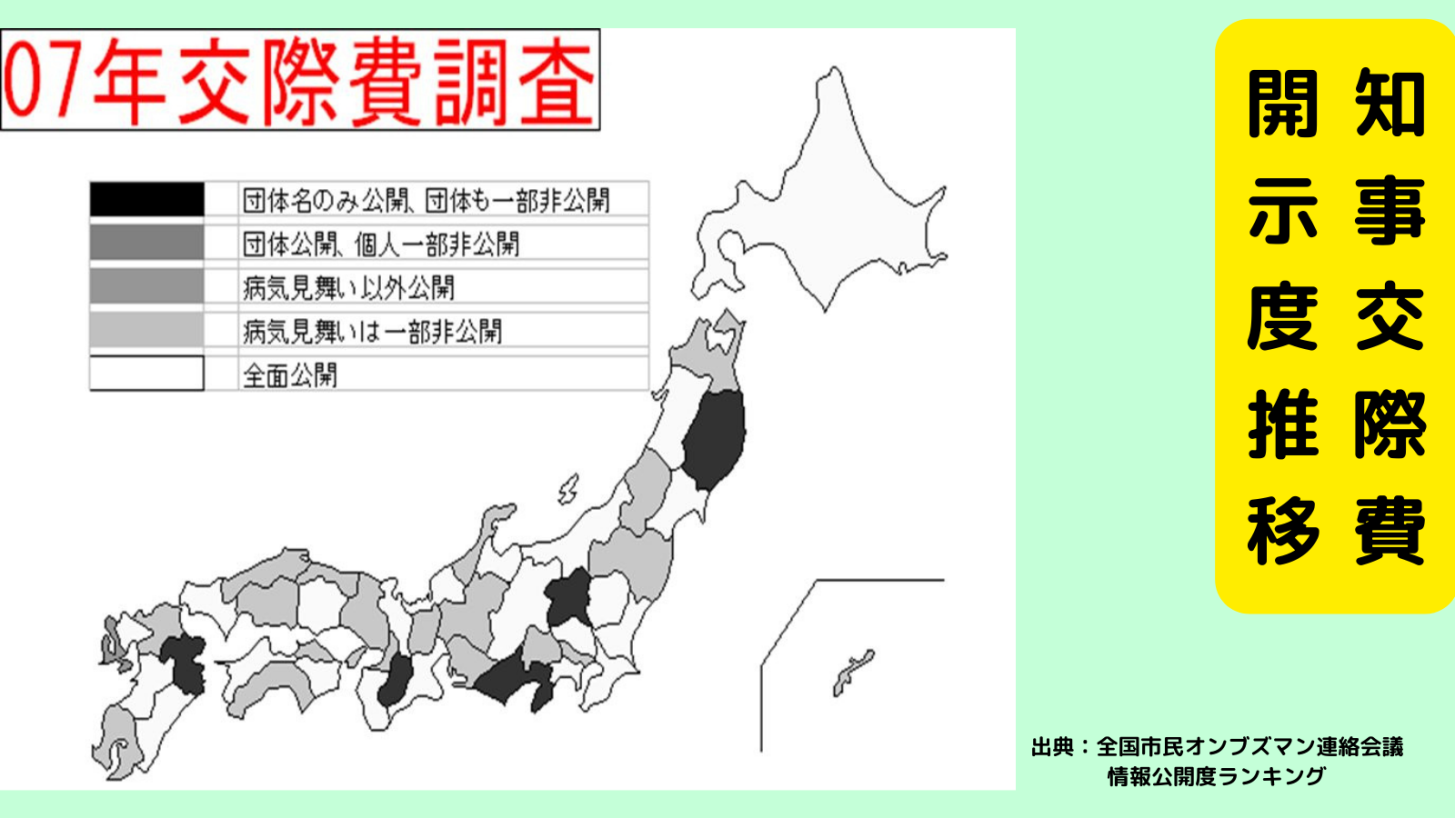 07年交際費調査
団体名のみ公開、団体も一部非公開
団体公開、個人一部非公開
病気見舞い以外公開
病気見舞いは一部非公開
全面公開
知事交際費
開示度推移
出典：全国市民オンブズマン連絡会議
情報公開度ランキング